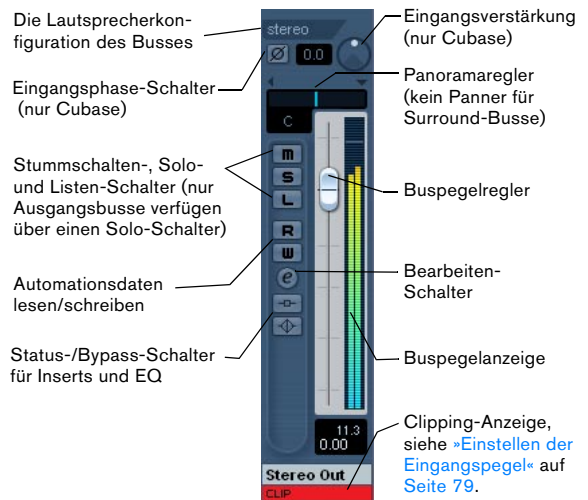 Die Lautsprecherkon-
figuration des Busses
Eingangsphase-Schalter
(nur Cubase)
Stummschalten-, Solo-
und Listen-Schalter (nur
Ausgangsbusse verfügen
über einen Solo-Schalter)
Automationsdaten
lesen/schreiben
Status-/Bypass-Schalter
für Inserts und EQ
stereo
Ø 0.0
C
m
S
L
R
W
e
11.3
0.00
Stereo Out
CLIP
Eingangsverstärkung
(nur Cubase)
Panoramaregler
(kein Panner für
Surround-Busse)
Buspegelregler
Bearbeiten-
Schalter
Buspegelanzeige
Clipping-Anzeige,
siehe »Einstellen der
Eingangspegel« auf
Seite 79.